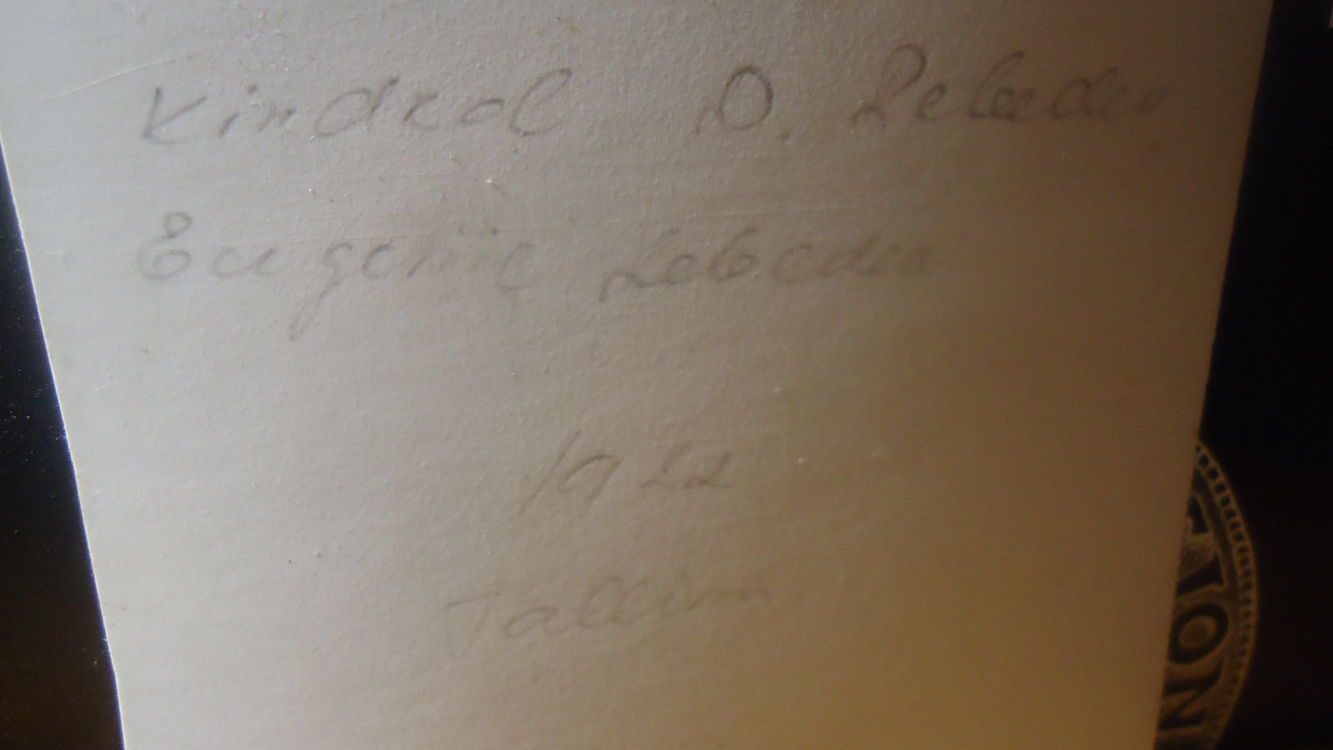 Kindral D. Lebedev
Eugenie Lebedev
1922
Tallinn